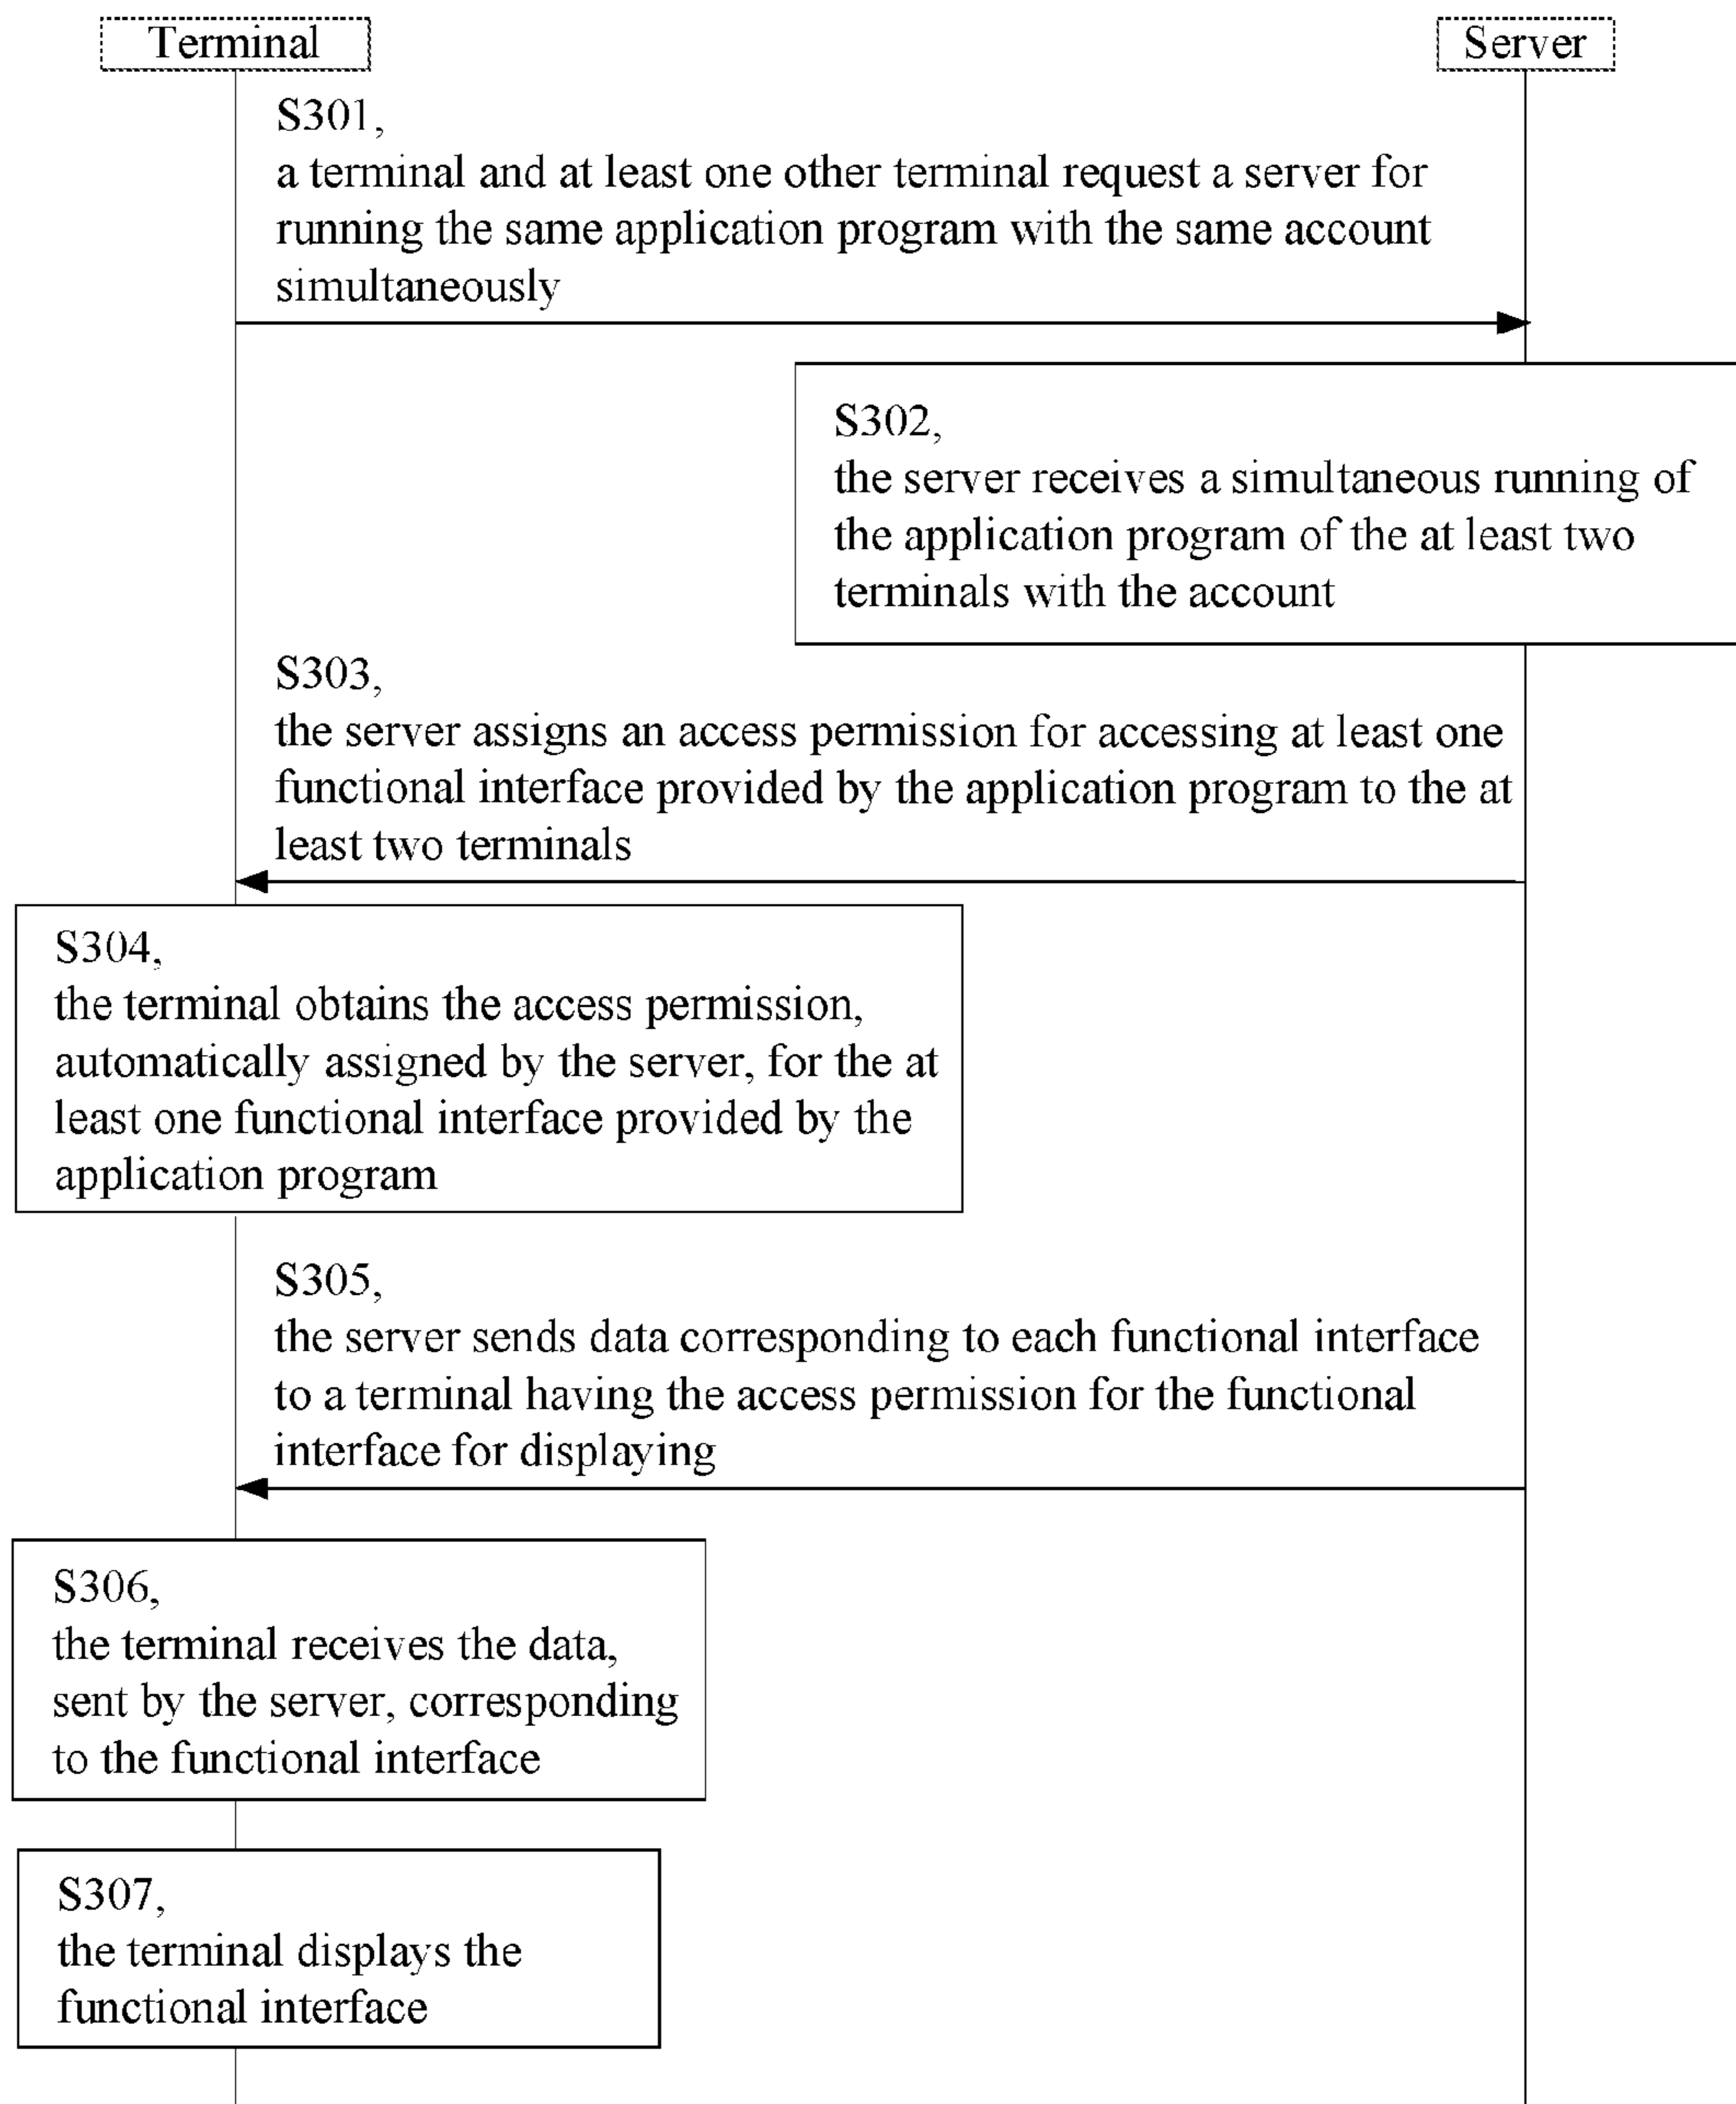 Terminal
Server
S301,
a terminal and at least one other terminal request a server for
running the same application program with the same account
simultaneously
S302,
the server receives a simultaneous running of
the application program of the at least two
terminals with the account
S303,
the server assigns an access permission for accessing at least one
functional interface provided by the application program to the at
least two terminals
S304,
the terminal obtains the access permission,
automatically assigned by the server, for the at
least one functional interface provided by the
application program
S305,
the server sends data corresponding to each functional interface
to a terminal having the access permission for the functional
interface for displaying
S306,
the terminal receives the data,
sent by the server, corresponding
to the functional interface
S307,
the terminal displays the
functional interface